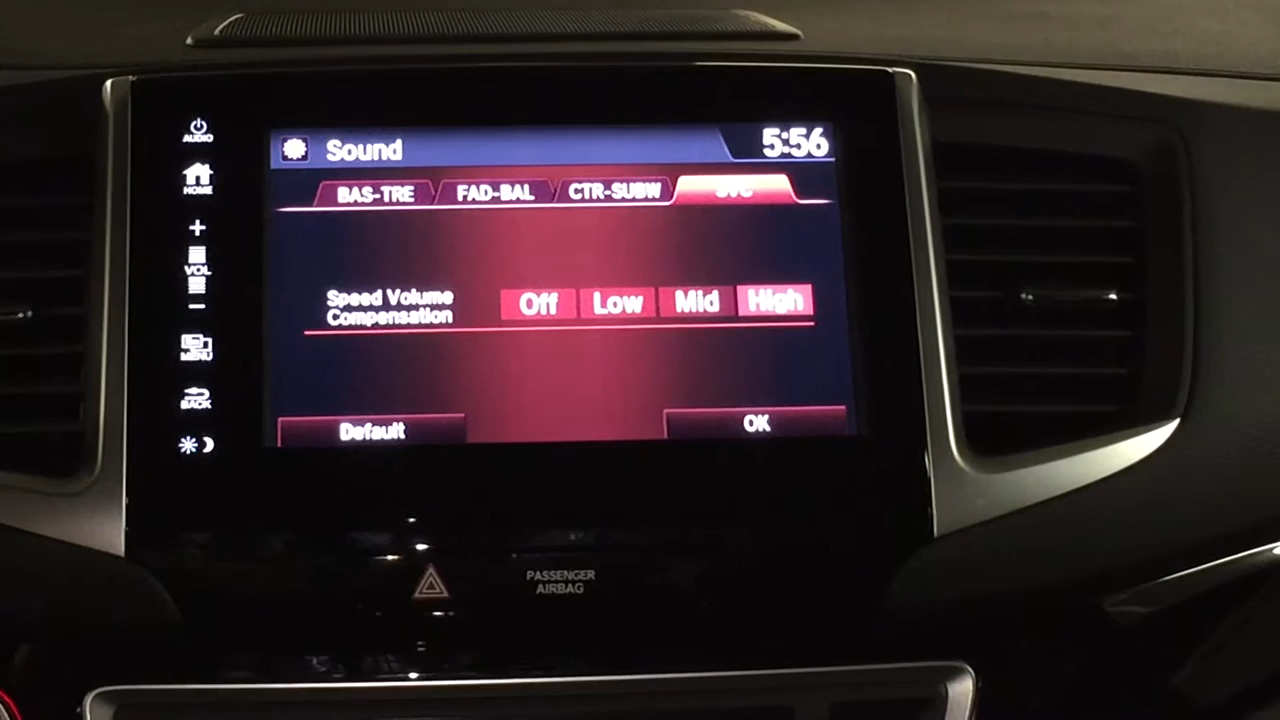 AUDIO
HOME
+
VOL
−
MENU
BACK
Sound
5:56
BAS-TRE
FAD-BAL
CTR-SUBW
SVC
Speed Volume
Compensation
Off
Low
Mid
High
Default
OK
PASSENGER
AIRBAG